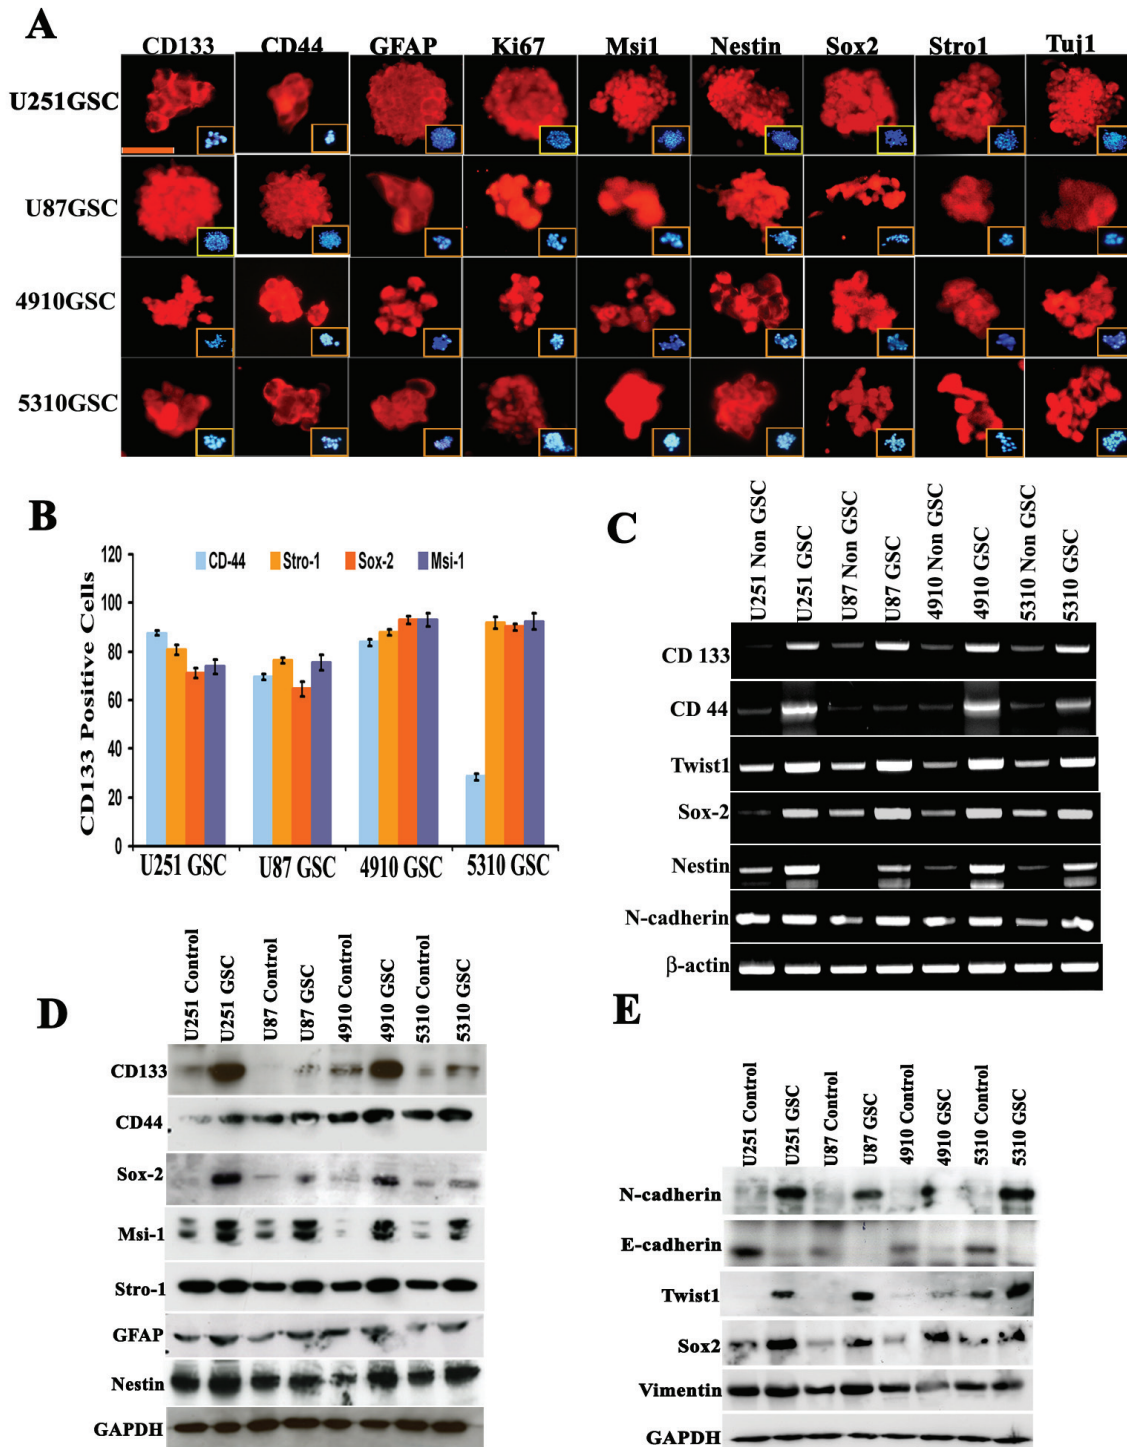 A
CD133 CD44 GFAP Ki67 Msi1 Nestin Sox2 Stro1 Tuj1
U251GSC
U87GSC
4910GSC
5310GSC
B
CD-44 Stro-1 Sox-2 Msi-1
CD133 Positive Cells
120
100
80
60
40
20
0
U251 GSC U87 GSC 4910 GSC 5310 GSC
C
U251 Non GSC
U251 GSC
U87 Non GSC
U87 GSC
4910 Non GSC
4910 GSC
5310 Non GSC
5310 GSC
CD 133
CD 44
Twist1
Sox-2
Nestin
N-cadherin
β-actin
D
U251 Control
U251 GSC
U87 Control
U87 GSC
4910 Control
4910 GSC
5310 Control
5310 GSC
CD133
CD44
Sox-2
Msi-1
Stro-1
GFAP
Nestin
GAPDH
E
U251 Control
U251 GSC
U87 Control
U87 GSC
4910 Control
4910 GSC
5310 Control
5310 GSC
N-cadherin
E-cadherin
Twist1
Sox2
Vimentin
GAPDH